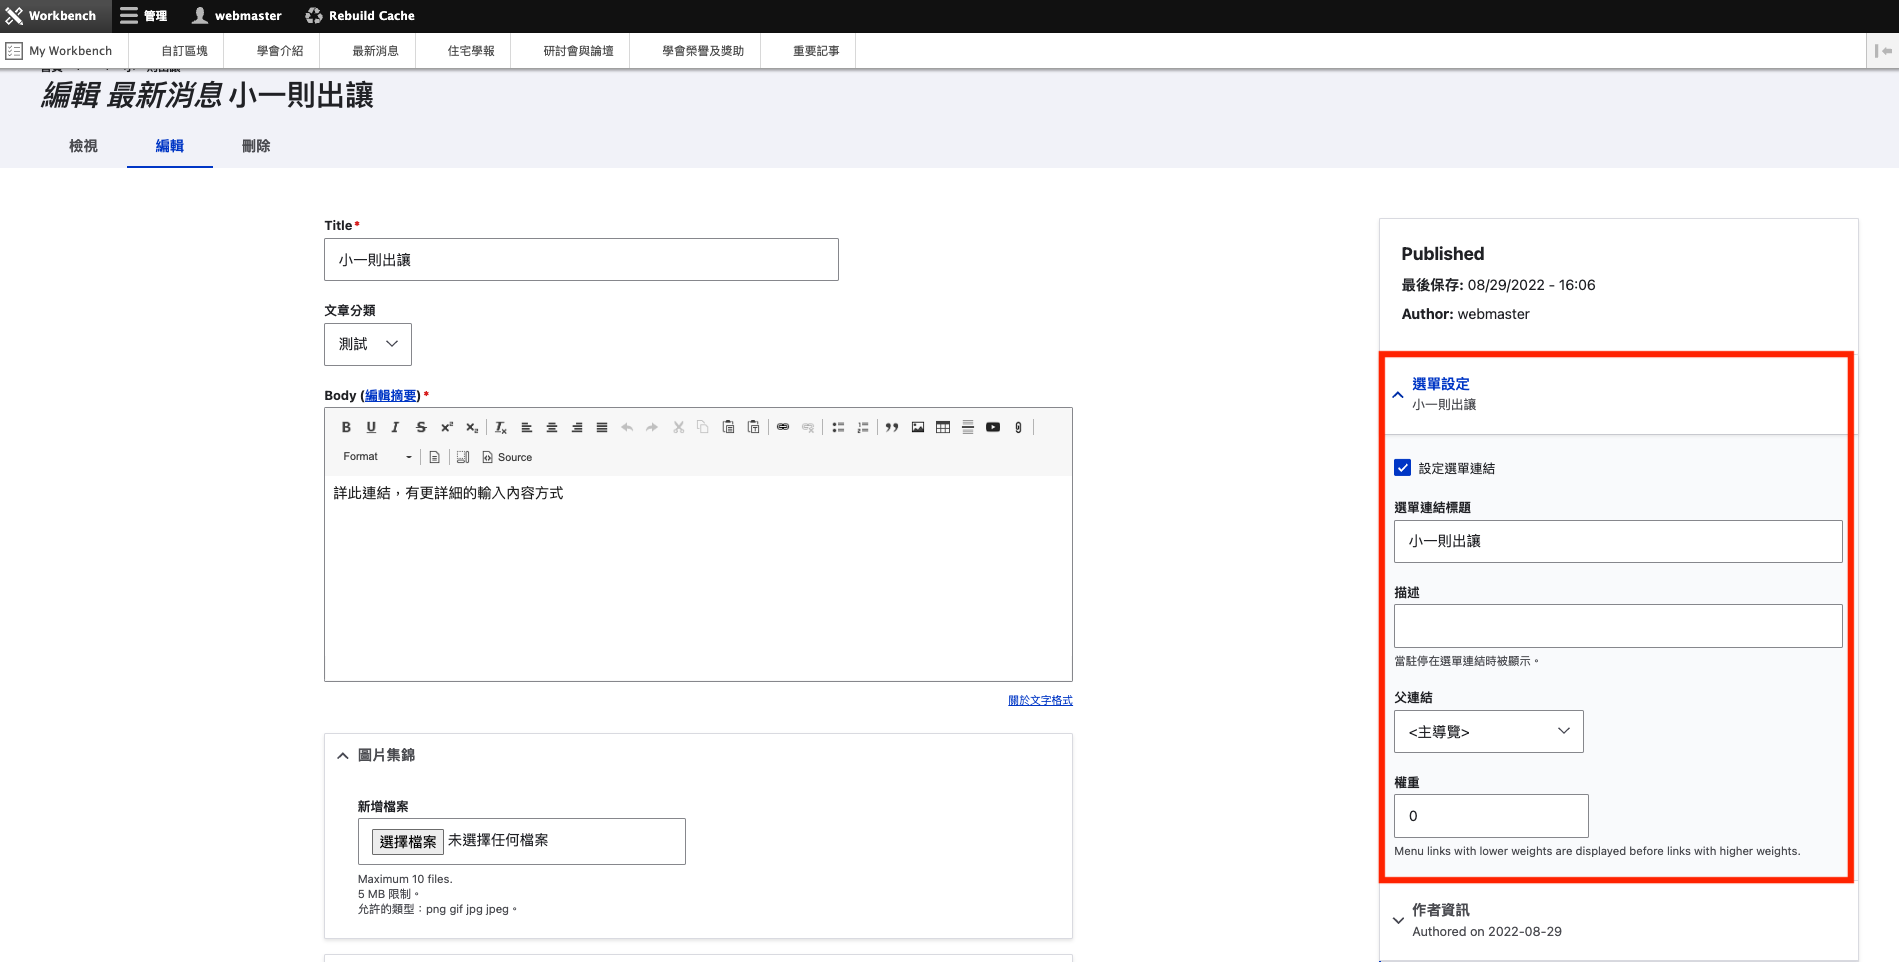 Workbench 管理 webmaster Rebuild Cache
My Workbench 自訂區塊 學會介紹 最新消息 住宅學報 研討會與論壇 學會榮譽及獎助 重要記事
編輯 最新消息 小一則出讓
檢視 編輯 刪除
Title*
小一則出讓
文章分類
測試
Body (編輯摘要)*
B U I S x² x₂ Tx
Format Source
詳此連結，有更詳細的輸入內容方式
關於文字格式
圖片集錦
新增檔案
選擇檔案 未選擇任何檔案
Maximum 10 files.
5 MB 限制。
允許的類型：png gif jpg jpeg。
Published
最後保存: 08/29/2022 - 16:06
Author: webmaster
選單設定
小一則出讓
設定選單連結
選單連結標題
小一則出讓
描述
當駐停在選單連結時被顯示。
父連結
<主導覽>
權重
0
Menu links with lower weights are displayed before links with higher weights.
作者資訊
Authored on 2022-08-29